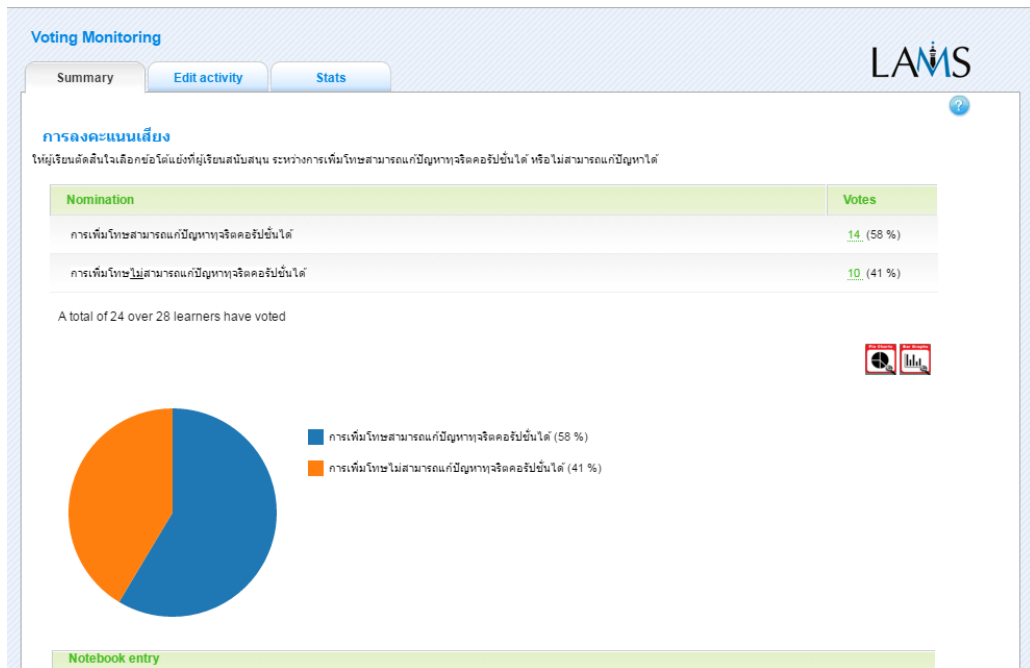 Voting Monitoring
LAMS
Summary
Edit activity
Stats
?
การลงคะแนนเสียง
ให้ผู้เรียนตัดสินใจเลือกข้อโต้แย้งที่ผู้เรียนสนับสนุน ระหว่างการเพิ่มโทษสามารถแก้ปัญหาทุจริตคอรัปชั่นได้ หรือไม่สามารถแก้ปัญหาได้
Nomination Votes
การเพิ่มโทษสามารถแก้ปัญหาทุจริตคอรัปชั่นได้ 14 (58 %)
การเพิ่มโทษไม่สามารถแก้ปัญหาทุจริตคอรัปชั่นได้ 10 (41 %)
A total of 24 over 28 learners have voted
Pie Charts Bar Graphs
การเพิ่มโทษสามารถแก้ปัญหาทุจริตคอรัปชั่นได้ (58 %)
การเพิ่มโทษไม่สามารถแก้ปัญหาทุจริตคอรัปชั่นได้ (41 %)
Notebook entry